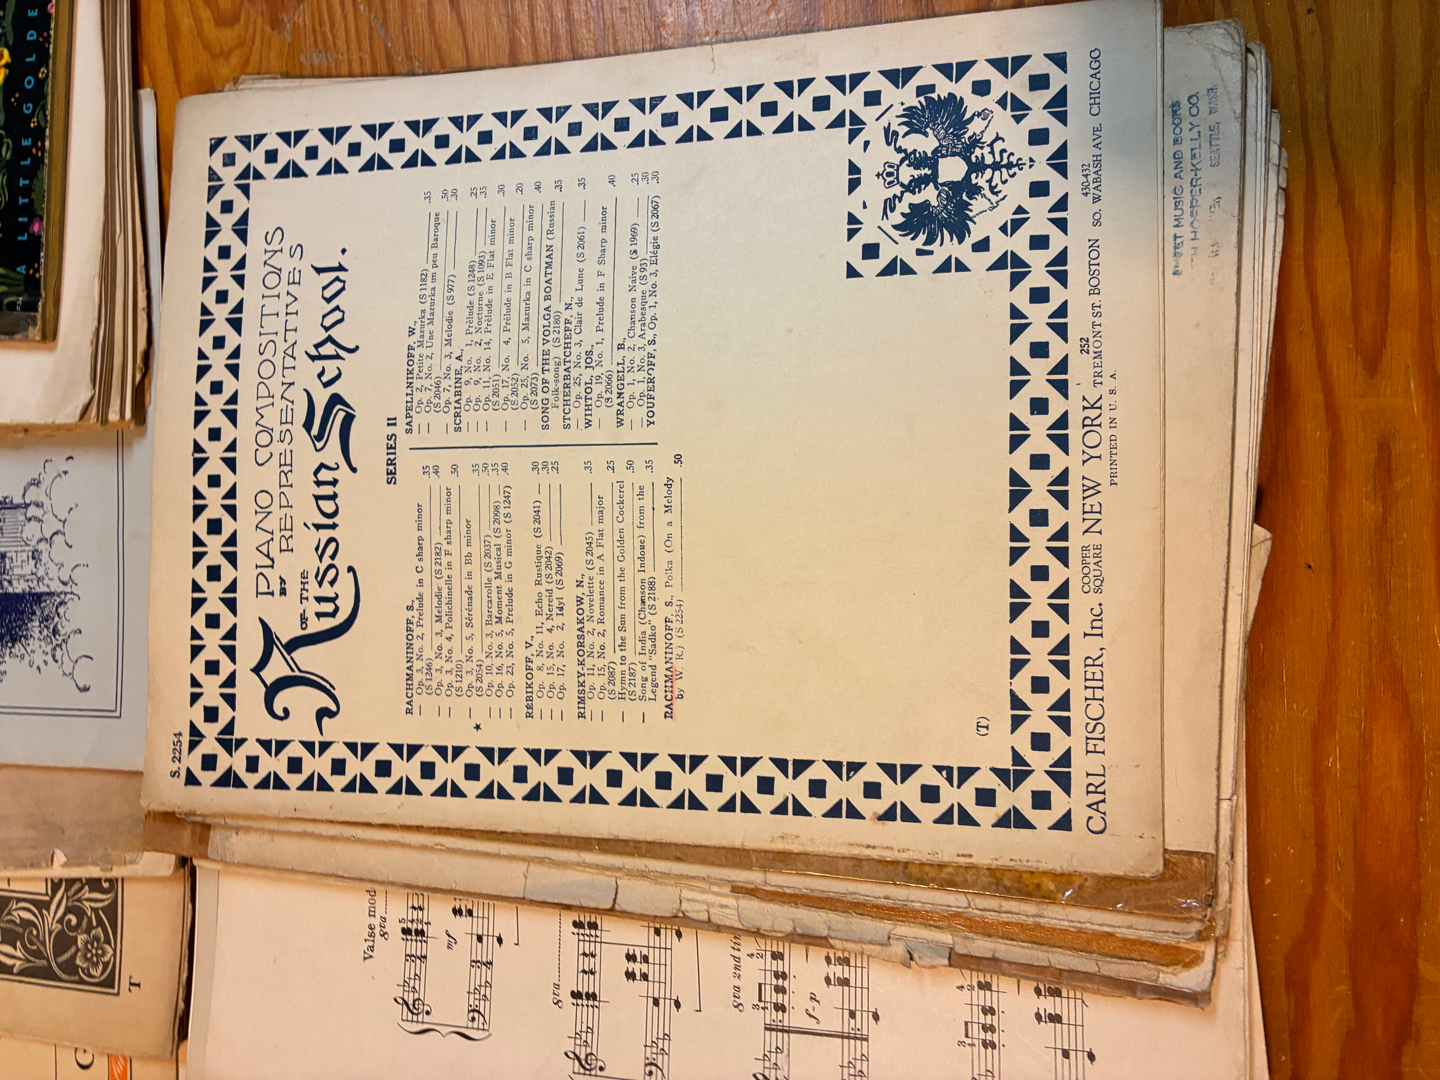 S. 2254
PIANO COMPOSITIONS
BY
REPRESENTATIVES
OF THE
Russian School.
SERIES II
RACHMANINOFF, S.
— Op. 3, No. 2, Prelude in C sharp minor
(S 1246) .35
— Op. 3, No. 3, Melodie (S 2182) .40
— Op. 3, No. 4, Polichinelle in F sharp minor
(S 1210) .50
— Op. 3, No. 5, Sérénade in Bb minor
★ (S 2054) .35
— Op. 10, No. 3, Barcarolle (S 2037) .50
— Op. 16, No. 5, Moment Musical (S 2098) .35
— Op. 23, No. 5, Prelude in G minor (S 1247) .40
RÉBIKOFF, V.,
— Op. 8, No. 11, Echo Rustique (S 2041) .30
— Op. 15, No. 4, Nereid (S 2042) .30
— Op. 17, No. 2, Idyl (S 2069) .25
RIMSKY-KORSAKOW, N.,
— Op. 11, No. 2, Novelette (S 2045) .35
— Op. 15, No. 2, Romance in A Flat major
(S 2087) .25
— Hymn to the Sun from the Golden Cockerel
(S 2187) .50
— Song of India (Chanson Indoue) from the
Legend "Sadko" (S 2188) .35
RACHMANINOFF, S., Polka (On a Melody
by W. R.) (S 2254) .50
SAPELLNIKOFF, W.,
— Op. 2, Petite Mazurka (S 1182) .35
— Op. 7, No. 2, Une Mazurka un peu Baroque
(S 2046) .50
— Op. 7, No. 3, Melodie (S 977) .30
SCRIABINE, A.,
— Op. 9, No. 1, Prélude (S 1248) .25
— Op. 9, No. 2, Nocturne (S 1093) .35
— Op. 11, No. 14, Prélude in E♭ Flat minor
(S 2051) .30
— Op. 17, No. 4, Prélude in B Flat minor
(S 2052) .20
— Op. 25, No. 5, Mazurka in C sharp minor
(S 2073) .40
SONG OF THE VOLGA BOATMAN (Russian
Folk-song) (S 2180) .35
STCHERBATCHEFF, N.,
— Op. 25, No. 3, Clair de Lune (S 2061) .35
WIHTOL, JOS.,
— Op. 19, No. 1, Prelude in F Sharp minor
(S 2066) .40
WRANGELL, B.,
— Op. 1, No. 2, Chanson Naive (S 1969) .25
— Op. 1, No. 3, Arabesque (S 93) .30
YOUFEROFF, S., Op. 1, No. 3, Elégie (S 2067) .30
(T)
CARL FISCHER, Inc. COOPER SQUARE NEW YORK
252 TREMONT ST. BOSTON 430-432 SO. WABASH AVE. CHICAGO
PRINTED IN U. S. A.
SHEET MUSIC AND BOOKS
HOSPER-KELLY CO.
SEATTLE, WASH.
A LITTLE GOLDE
Valse mod
8va
mf
8va
8va 2nd tim
f-p
T
G